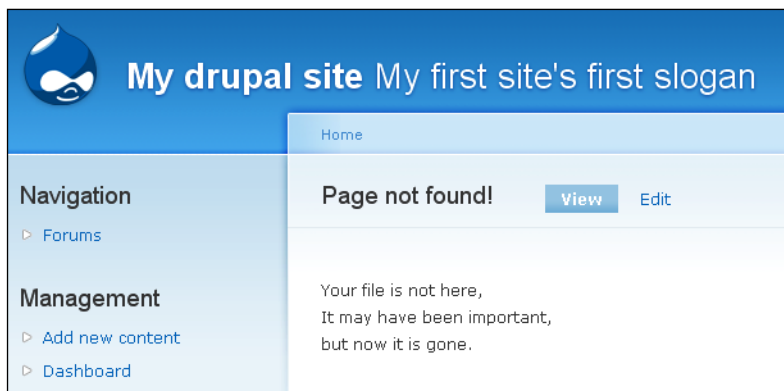 My drupal site My first site's first slogan
Home
Navigation
Forums
Management
Add new content
Dashboard
Page not found! View Edit
Your file is not here,
It may have been important,
but now it is gone.